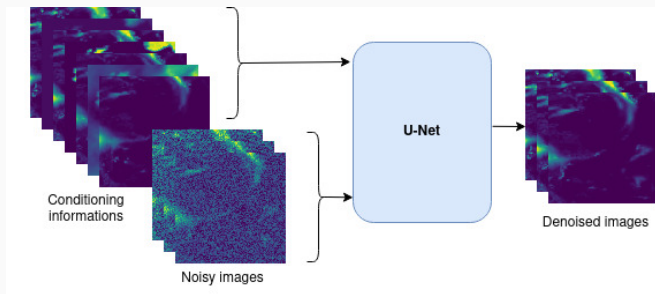 U-Net
Conditioning
informations
Noisy images
Denoised images